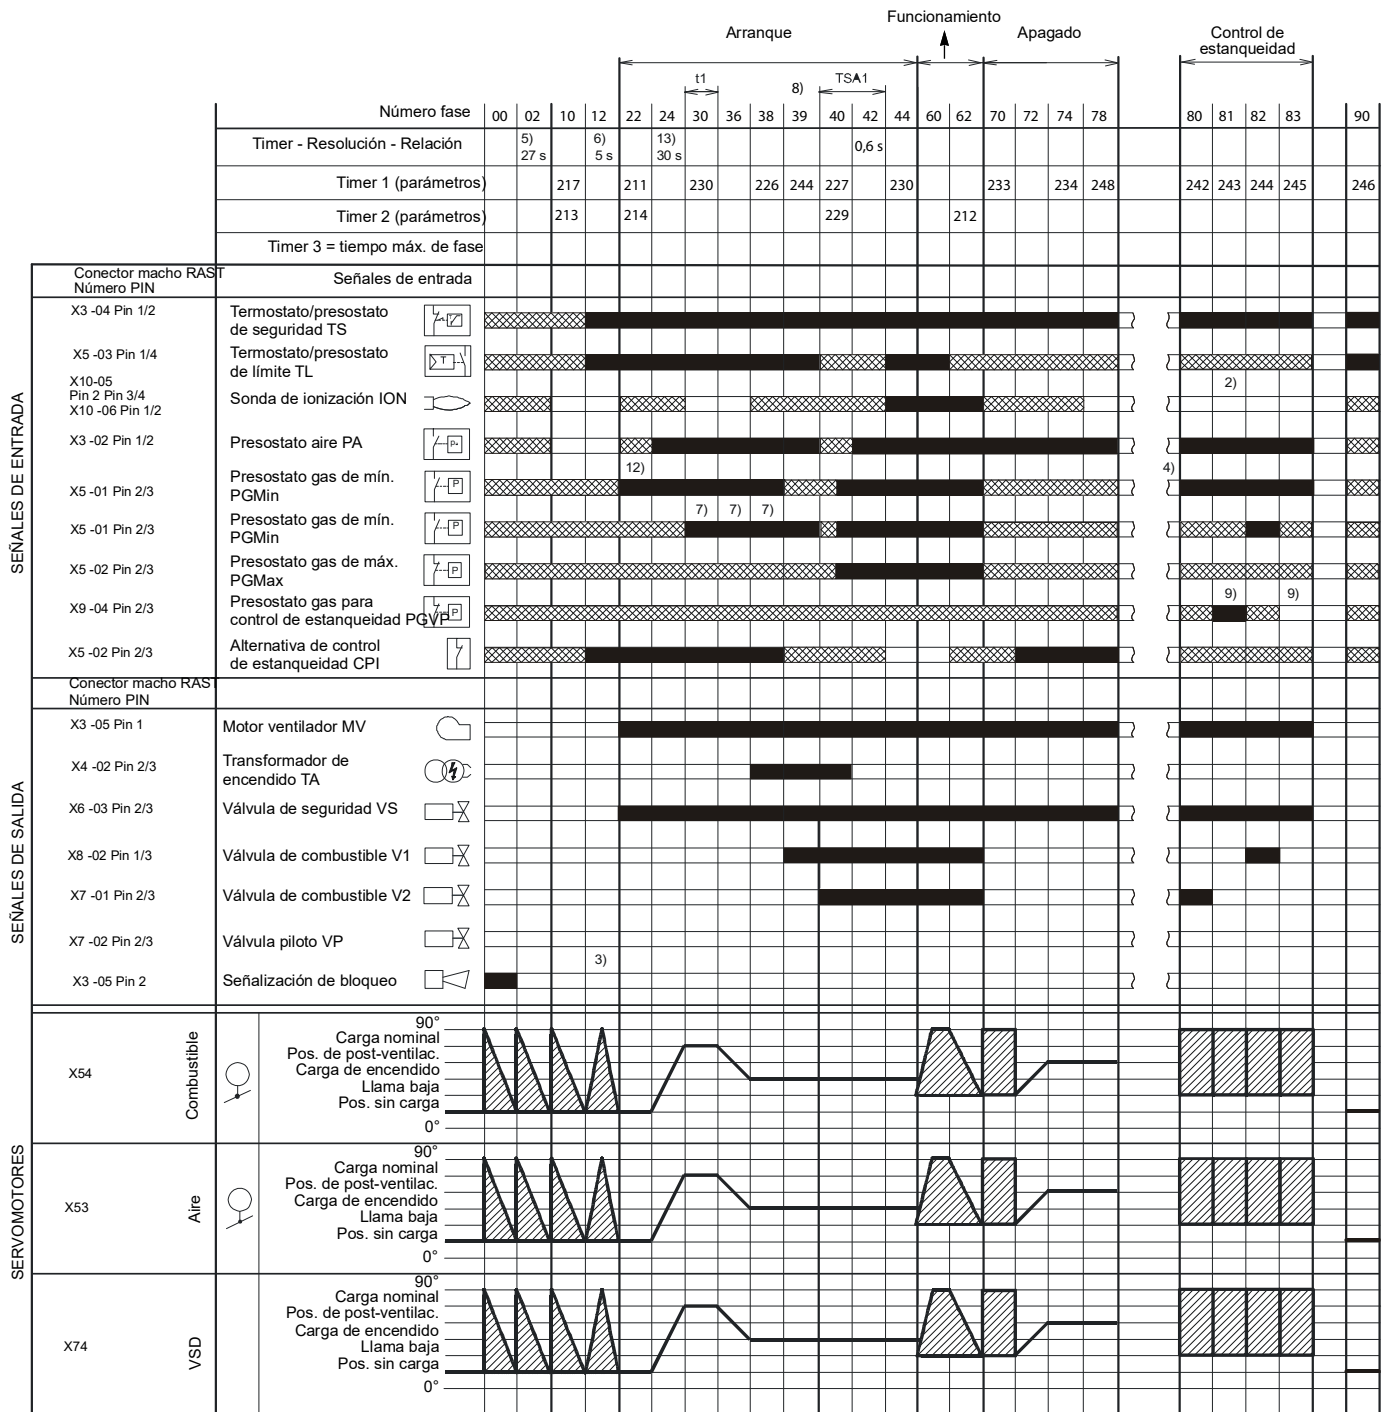 Funcionamiento
Arranque
Apagado
Control de
estanqueidad
t1
8)
TSA1
Número fase 00 02 10 12 22 24 30 36 38 39 40 42 44 60 62 70 72 74 78 80 81 82 83 90
Timer - Resolución - Relación 5) 27 s 6) 5 s 13) 30 s 0,6 s
Timer 1 (parámetros) 217 211 230 226 244 227 230 233 234 248 242 243 244 245 246
Timer 2 (parámetros) 213 214 229 212
Timer 3 = tiempo máx. de fase
Conector macho RAST
Número PIN
Señales de entrada
SEÑALES DE ENTRADA
X3 -04 Pin 1/2
Termostato/presostato
de seguridad TS
X5 -03 Pin 1/4
Termostato/presostato
de límite TL
T
2)
X10-05
Pin 2 Pin 3/4
X10 -06 Pin 1/2
Sonda de ionización ION
X3 -02 Pin 1/2
Presostato aire PA
P
12)
4)
X5 -01 Pin 2/3
Presostato gas de mín.
PGMin
P
7) 7) 7)
X5 -01 Pin 2/3
Presostato gas de mín.
PGMin
P
X5 -02 Pin 2/3
Presostato gas de máx.
PGMax
P
9) 9)
X9 -04 Pin 2/3
Presostato gas para
control de estanqueidad PGVP
P
X5 -02 Pin 2/3
Alternativa de control
de estanqueidad CPI
Conector macho RAST
Número PIN
SEÑALES DE SALIDA
X3 -05 Pin 1
Motor ventilador MV
X4 -02 Pin 2/3
Transformador de
encendido TA
X6 -03 Pin 2/3
Válvula de seguridad VS
X8 -02 Pin 1/3
Válvula de combustible V1
X7 -01 Pin 2/3
Válvula de combustible V2
X7 -02 Pin 2/3
Válvula piloto VP
3)
X3 -05 Pin 2
Señalización de bloqueo
SERVOMOTORES
X54
Combustible
90°
Carga nominal
Pos. de post-ventilac.
Carga de encendido
Llama baja
Pos. sin carga
0°
X53
Aire
90°
Carga nominal
Pos. de post-ventilac.
Carga de encendido
Llama baja
Pos. sin carga
0°
X74
VSD
90°
Carga nominal
Pos. de post-ventilac.
Carga de encendido
Llama baja
Pos. sin carga
0°